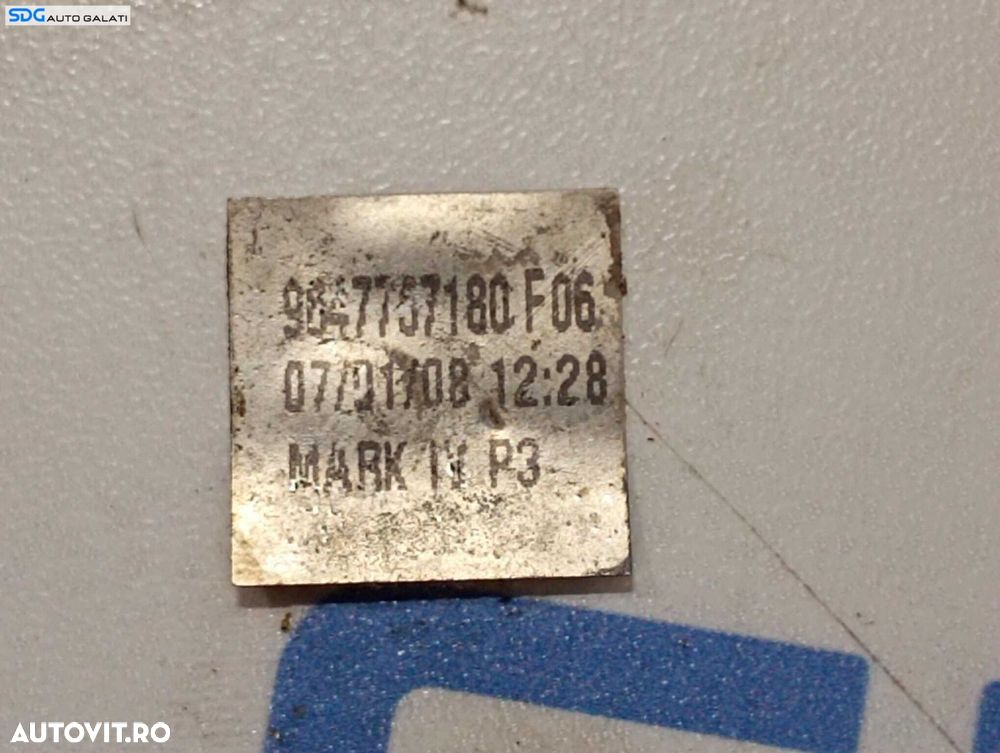 SDG AUTO GALATI
9647757180 F06
07/01/08 12:28
MARK IV P3
AUTOVIT.RO